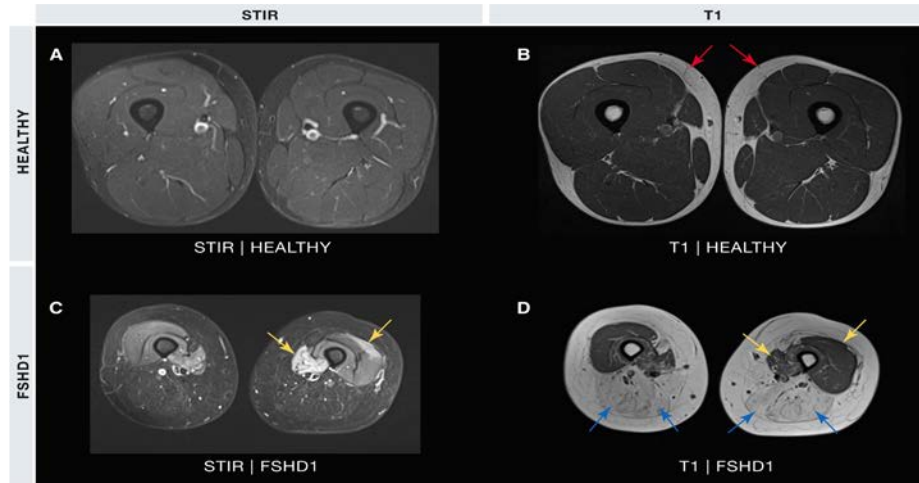 STIR
T1
HEALTHY
A
B
STIR | HEALTHY
T1 | HEALTHY
FSHD1
C
D
STIR | FSHD1
T1 | FSHD1